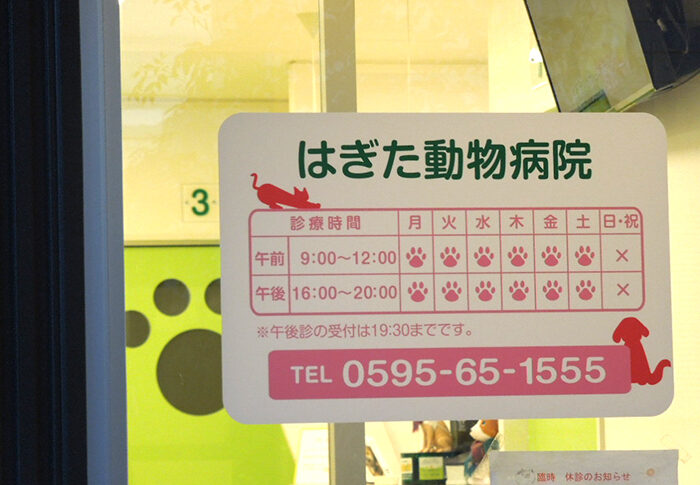 はぎた動物病院
3
診療時間 月 火 水 木 金 土 日・祝
午前 9:00～12:00 ×
午後 16:00～20:00 ×
※午後診の受付は19:30までです。
TEL 0595-65-1555
臨時 休診のお知らせ